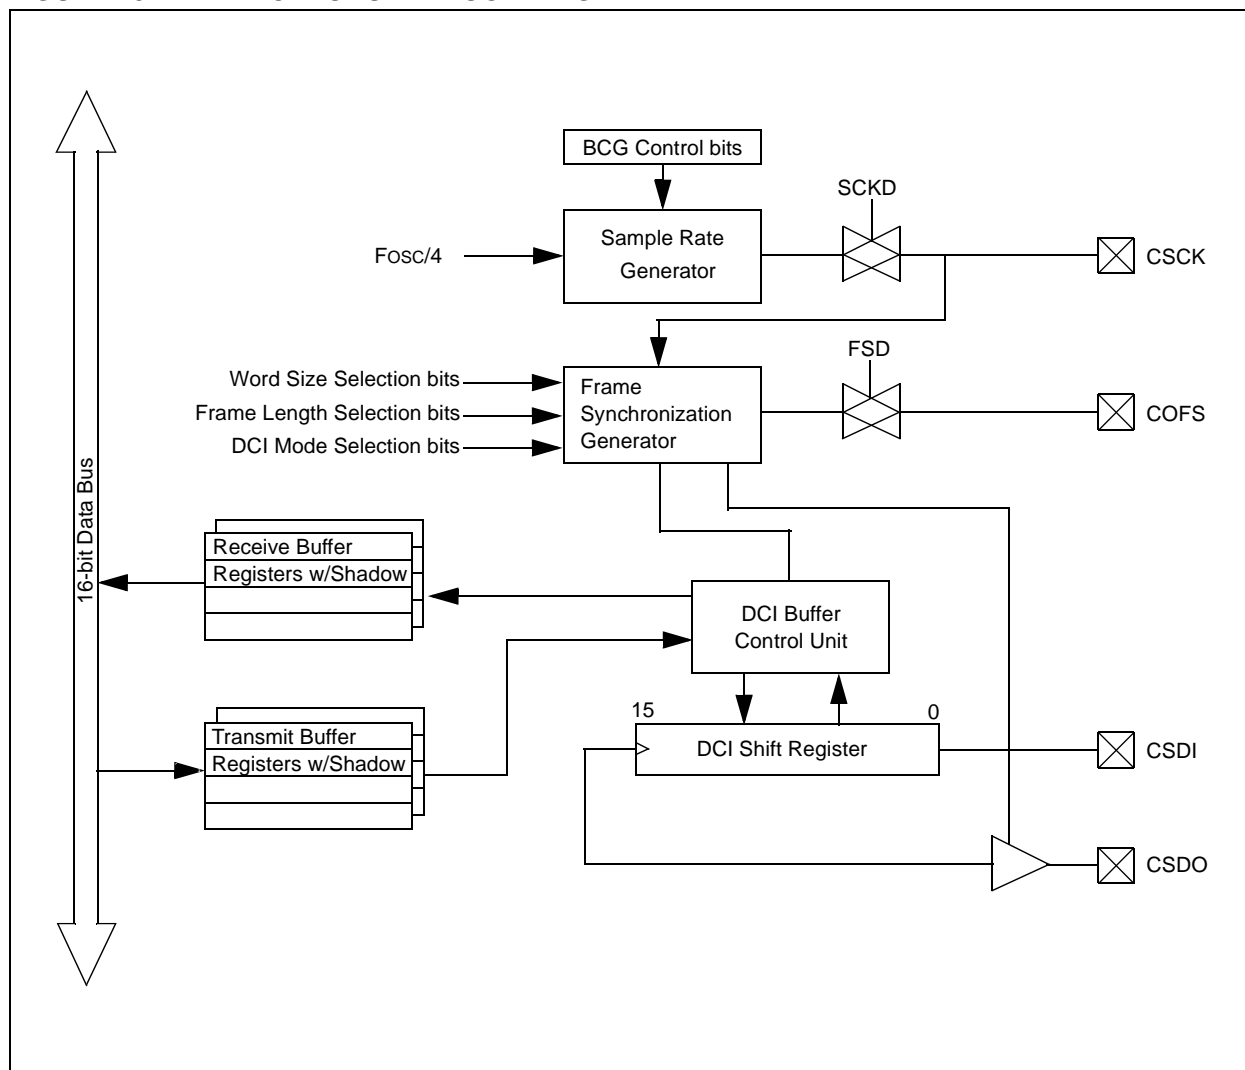 BCG Control bits
SCKD
Sample Rate
Generator
FOSC/4
CSCK
FSD
Word Size Selection bits
Frame Length Selection bits
DCI Mode Selection bits
Frame
Synchronization
Generator
COFS
16-bit Data Bus
Receive Buffer
Registers w/Shadow
DCI Buffer
Control Unit
Transmit Buffer
Registers w/Shadow
15
0
DCI Shift Register
CSDI
CSDO